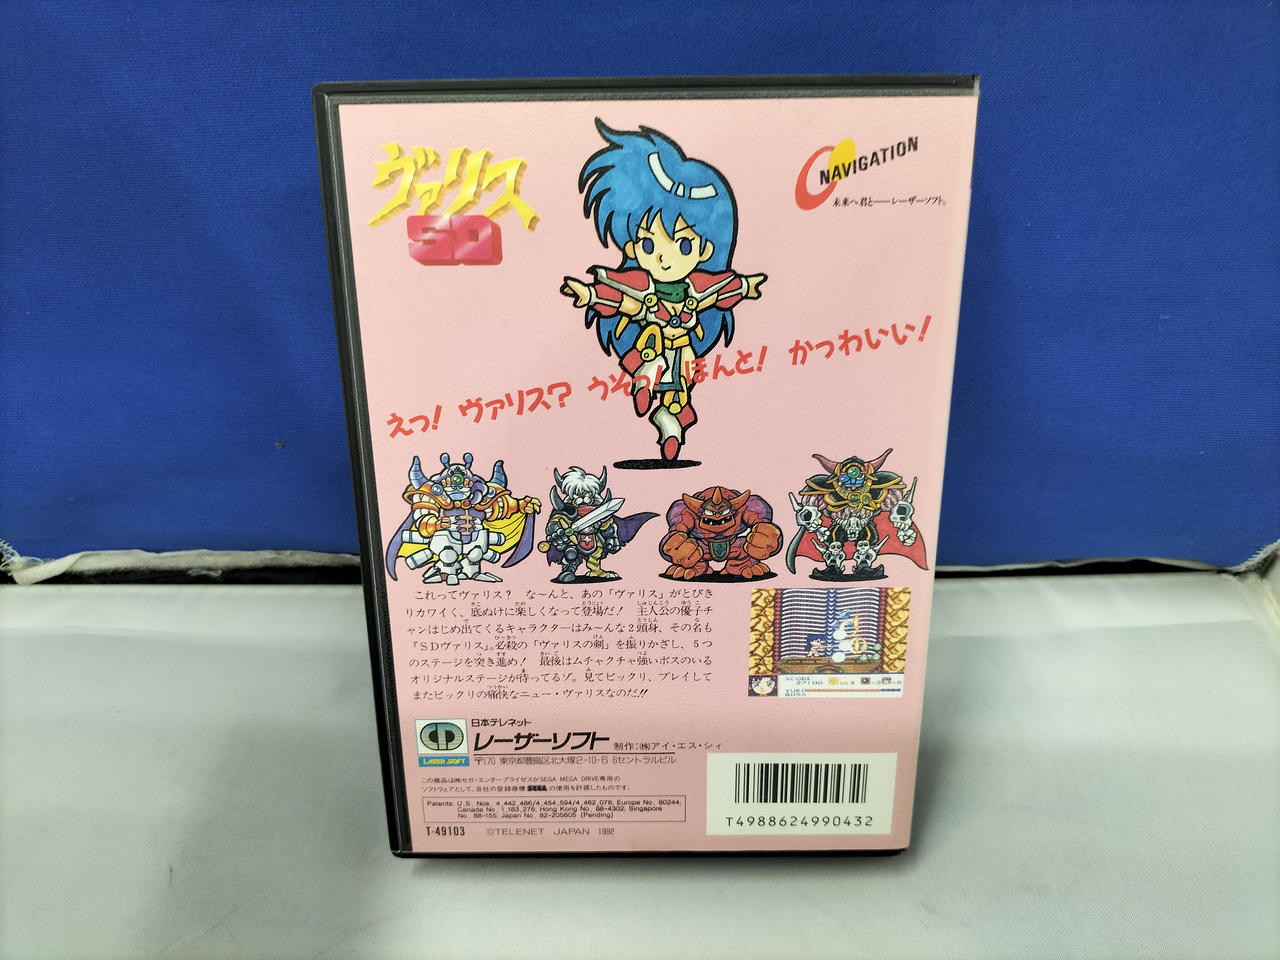 ヴァリス
SD
NAVIGATION
未来へ君と――レーザーソフト。
えっ! ヴァリス? うそっ! ほんと! かっわいい!
これってヴァリス? な〜んと、あの「ヴァリス」がとびき
りカワイく、底ぬけに楽しくなって登場だ! 主人公の優子チ
ャンはじめ出てくるキャラクターはみ〜んな2頭身、その名も
『SDヴァリス』。必殺の「ヴァリスの剣」を振りかざし、5つ
のステージを突き進め! 最後はムチャクチャ強いボスのいる
オリジナルステージが待ってるゾ。見てビックリ、プレイして
またビックリの痛快なニュー・ヴァリスなのだ!!
SCORE
27100 LV.3
YUKO
BOSS
LASER SOFT
日本テレネット
レーザーソフト 制作:㈱アイ・エス・シィ
〒170 東京都豊島区北大塚2-10-6 6セントラルビル
この商品は㈱セガ・エンタープライゼスがSEGA MEGA DRIVE専用の
ソフトウェアとして、自社の登録商標 SEGA の使用を許諾したものです。
Patents: U.S. Nos. 4,442,486/4,454,594/4,462,076; Europe No. 80244;
Canada No. 1,183,276; Hong Kong No. 88-4302; Singapore
No. 88-155; Japan No. 82-205605 (Pending)
T-49103 ©TELENET JAPAN 1992
T4988624990432